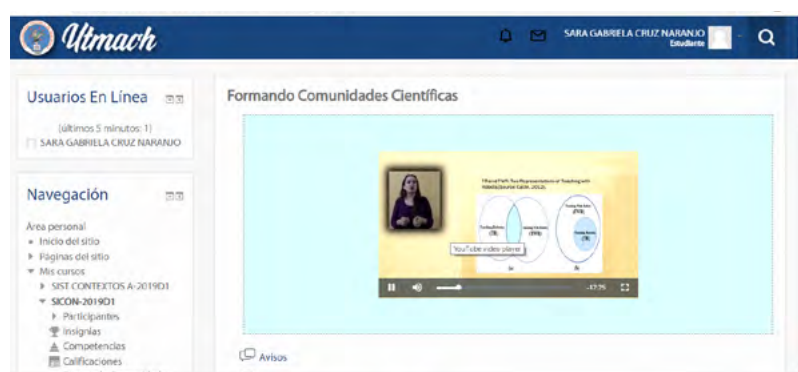 Utmach
SARA GABRIELA CRUZ NARANJO
Estudiante
Usuarios En Línea
(últimos 5 minutos: 1)
SARA GABRIELA CRUZ NARANJO
Navegación
Área personal
Inicio del sitio
Páginas del sitio
Mis cursos
SIST CONTEXTOS A-2019D1
SICON-2019D1
Participantes
Insignias
Competencias
Calificaciones
Formando Comunidades Científicas
YouTube video player
Avisos